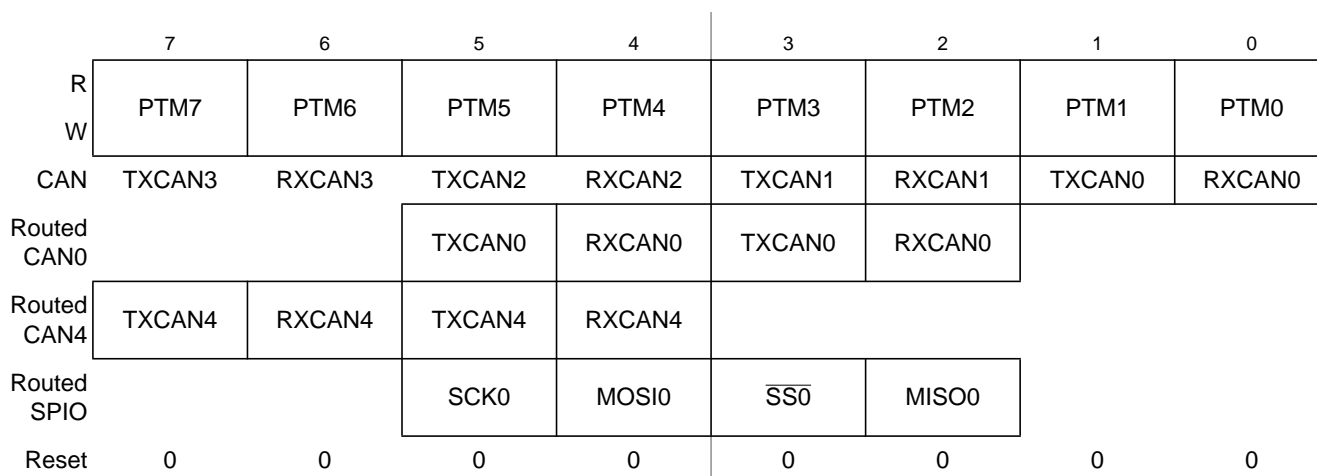 7 6 5 4 3 2 1 0
R
W
PTM7 PTM6 PTM5 PTM4 PTM3 PTM2 PTM1 PTM0
CAN TXCAN3 RXCAN3 TXCAN2 RXCAN2 TXCAN1 RXCAN1 TXCAN0 RXCAN0
Routed
CAN0
TXCAN0 RXCAN0 TXCAN0 RXCAN0
Routed
CAN4
TXCAN4 RXCAN4 TXCAN4 RXCAN4
Routed
SPIO
SCK0 MOSI0 S̅S̅0̅ MISO0
Reset 0 0 0 0 0 0 0 0